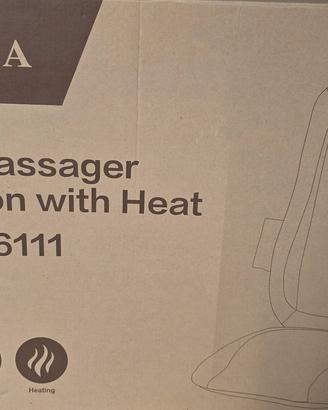 A
assager
on with Heat
6111
Heating